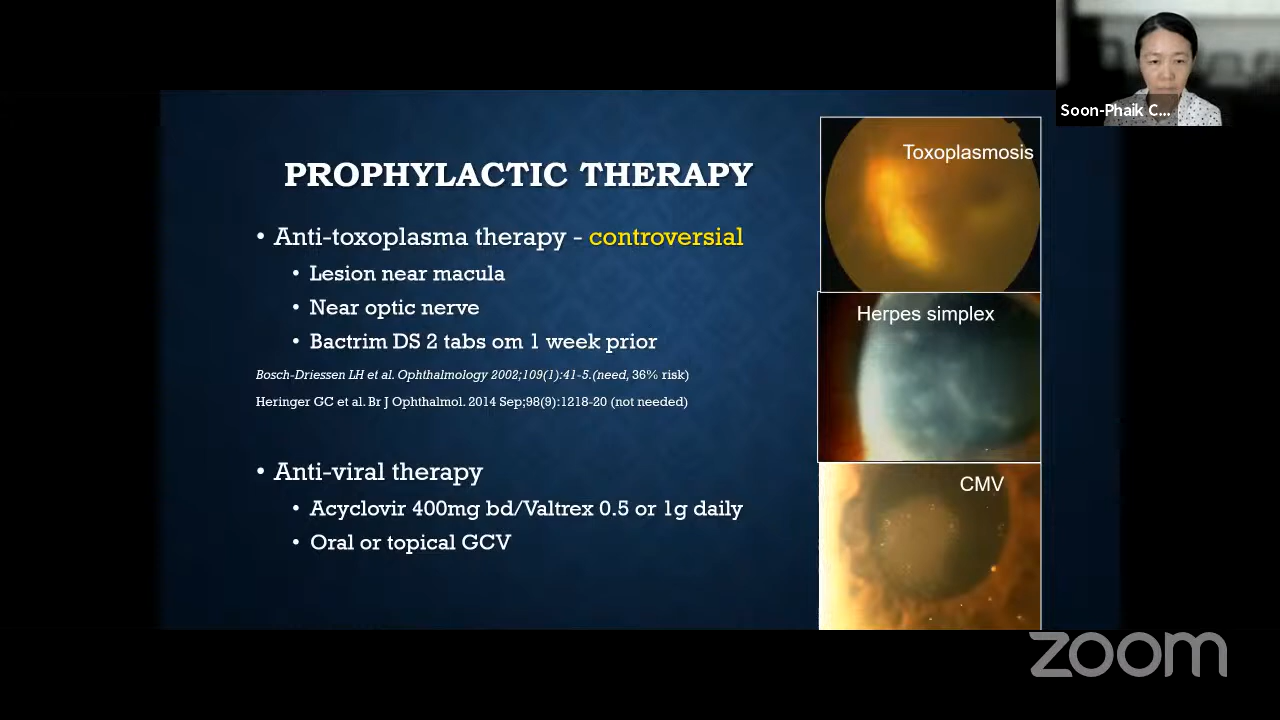 Soon-Phaik C...
PROPHYLACTIC THERAPY
• Anti-toxoplasma therapy - controversial
• Lesion near macula
• Near optic nerve
• Bactrim DS 2 tabs om 1 week prior
Bosch-Driessen LH et al. Ophthalmology 2002;109(1):41-5.(need, 36% risk)
Heringer GC et al. Br J Ophthalmol. 2014 Sep;98(9):1218-20 (not needed)
• Anti-viral therapy
• Acyclovir 400mg bd/Valtrex 0.5 or 1g daily
• Oral or topical GCV
Toxoplasmosis
Herpes simplex
CMV
zoom